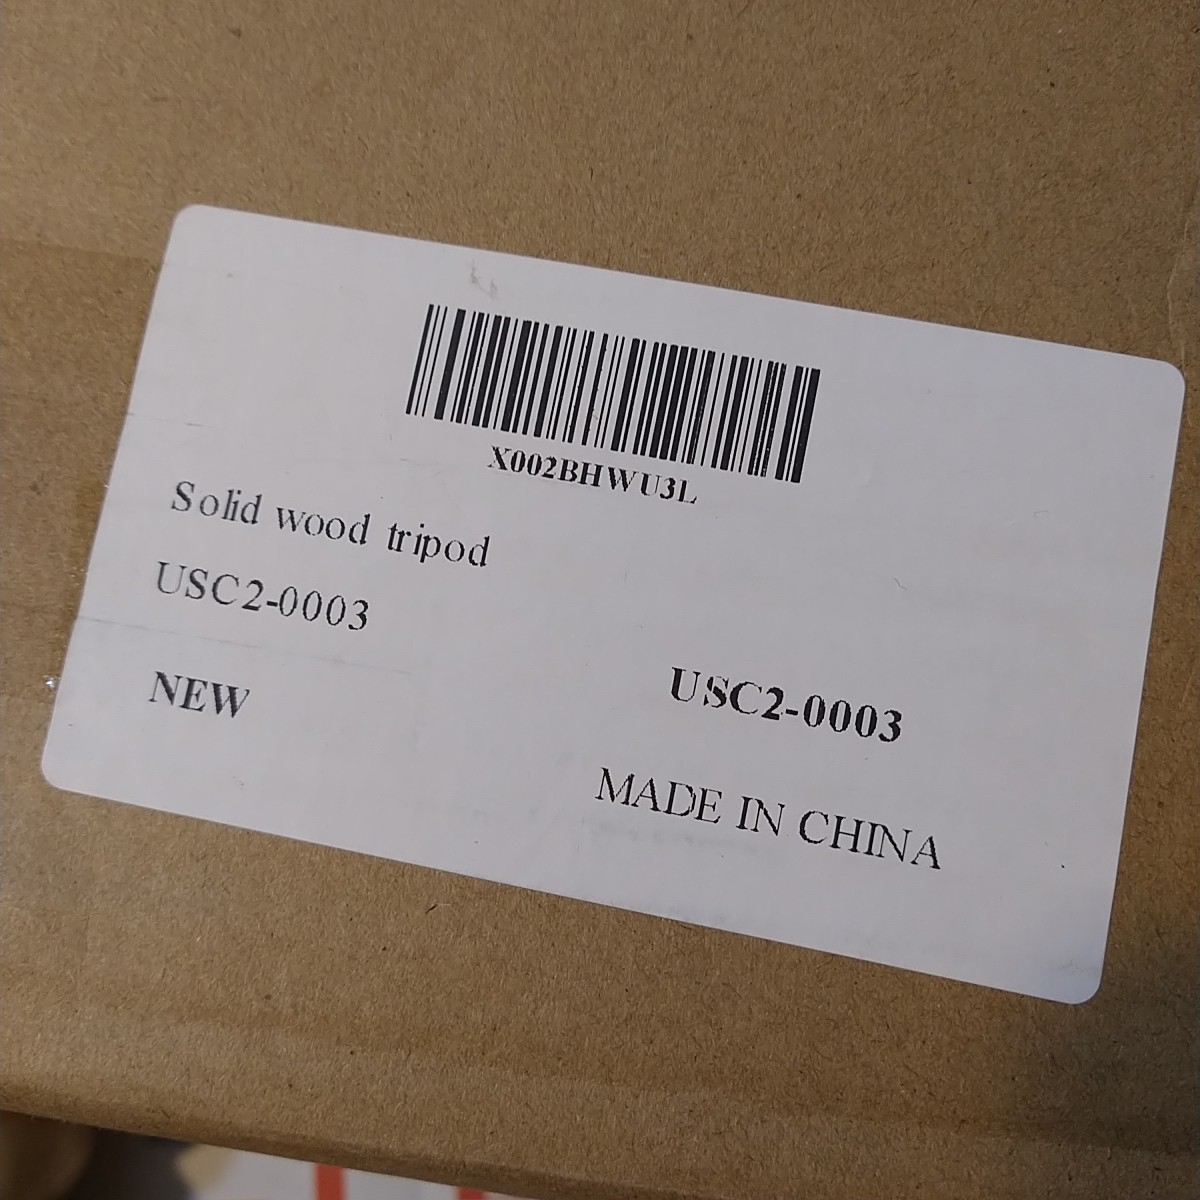 X002BHWU3L
Solid wood tripod
USC2-0003
NEW
USC2-0003
MADE IN CHINA